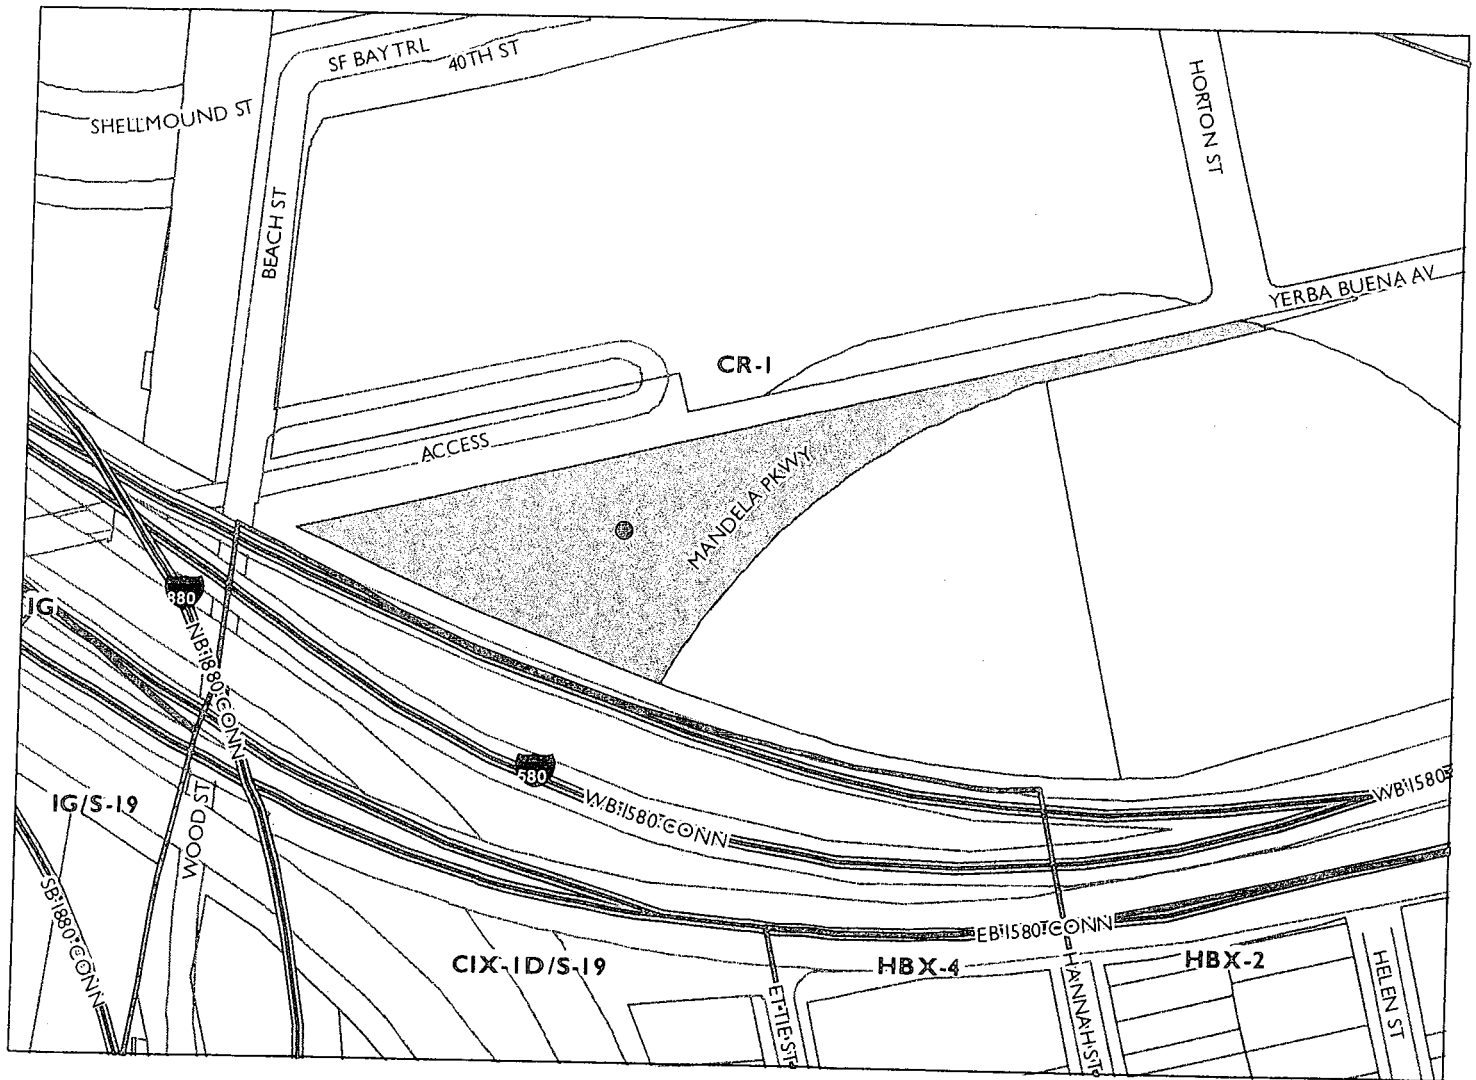 SF BAY TRL
40TH ST
SHELLMOUND ST
HORTON ST
BEACH ST
YERBA BUENA AV
CR-1
ACCESS
MANDELA PKWY
880
IG
NB I880 CONN
580
WB I580 CONN
WB I580
IG/S-19
WOOD ST
SB I880 CONN
EB I580 CONN
CIX-1D/S-19
HBX-4
HBX-2
ETTIE ST
HANNAH ST
HELEN ST